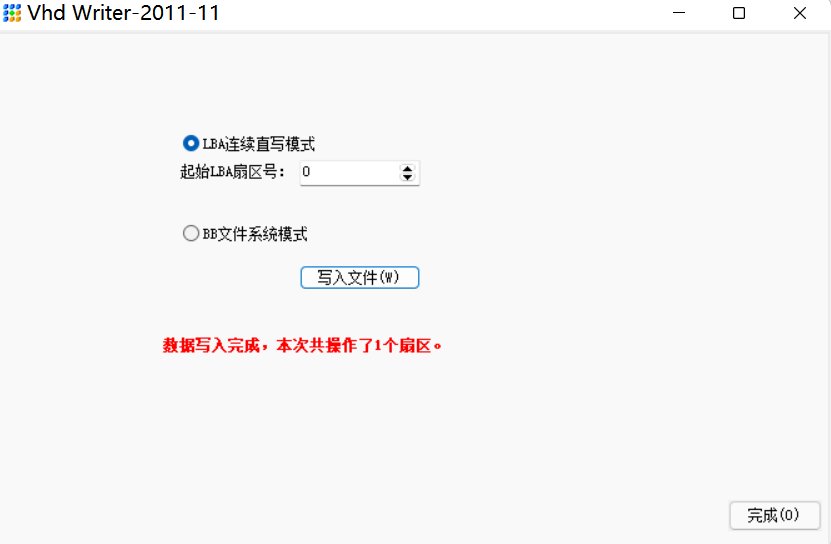 Vhd Writer-2011-11
LBA连续直写模式
起始LBA扇区号： 0
BB文件系统模式
写入文件(W)
数据写入完成，本次共操作了1个扇区。
完成(O)